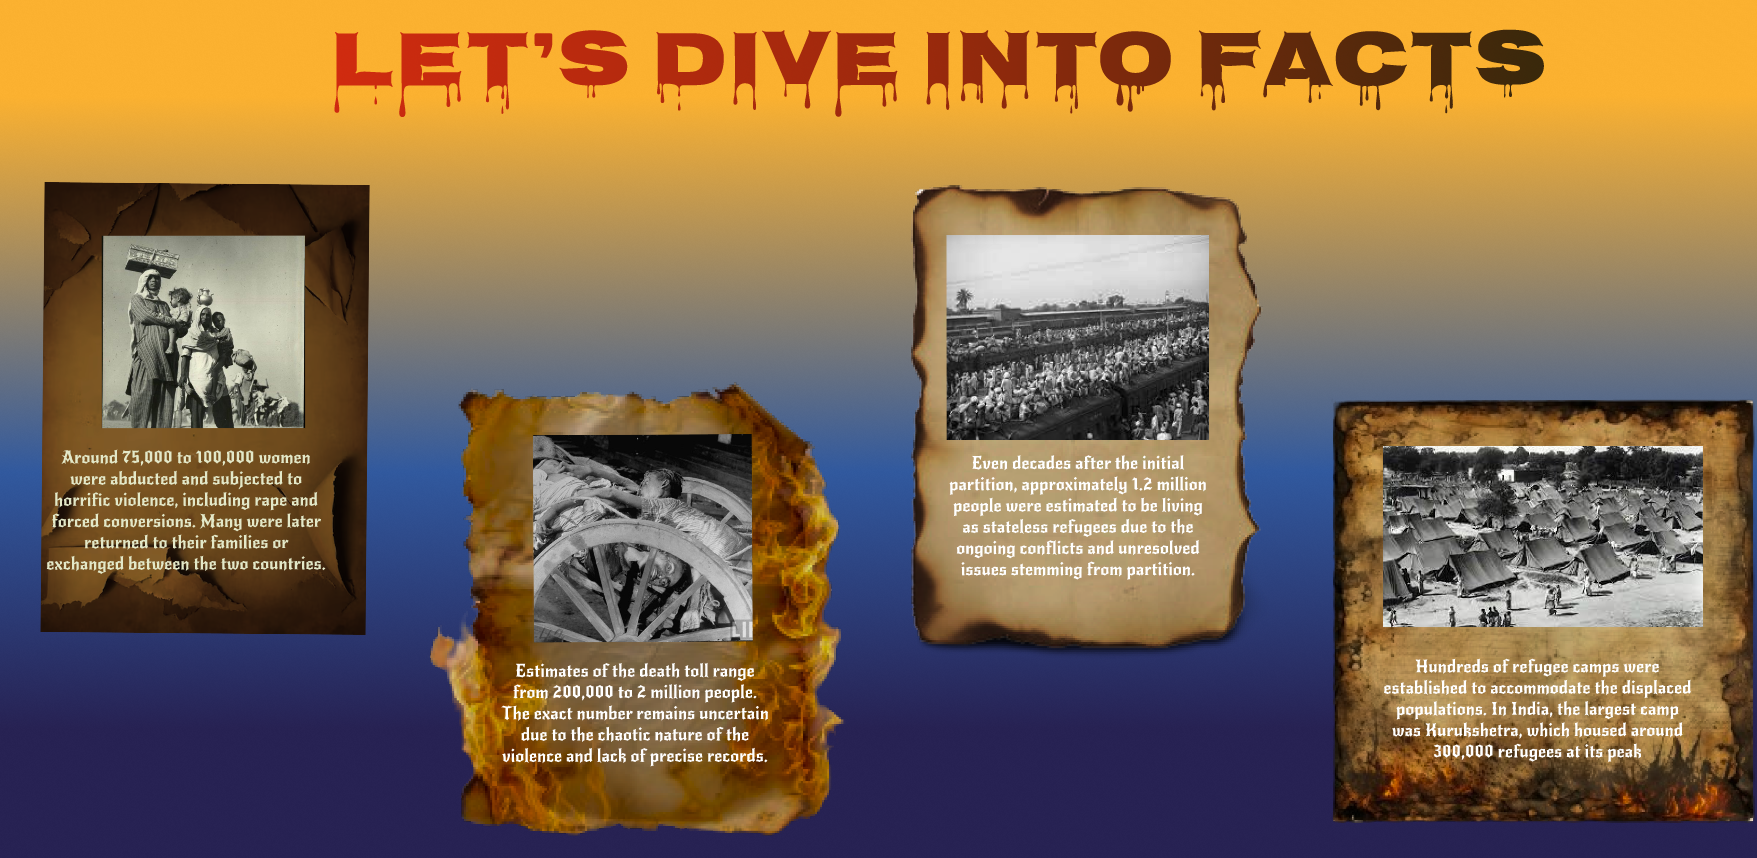 LET'S DIVE INTO FACTS
Around 75,000 to 100,000 women
were abducted and subjected to
horrific violence, including rape and
forced conversions. Many were later
returned to their families or
exchanged between the two countries.
Estimates of the death toll range
from 200,000 to 2 million people.
The exact number remains uncertain
due to the chaotic nature of the
violence and lack of precise records.
Even decades after the initial
partition, approximately 1.2 million
people were estimated to be living
as stateless refugees due to the
ongoing conflicts and unresolved
issues stemming from partition.
Hundreds of refugee camps were
established to accommodate the displaced
populations. In India, the largest camp
was Kurukshetra, which housed around
300,000 refugees at its peak